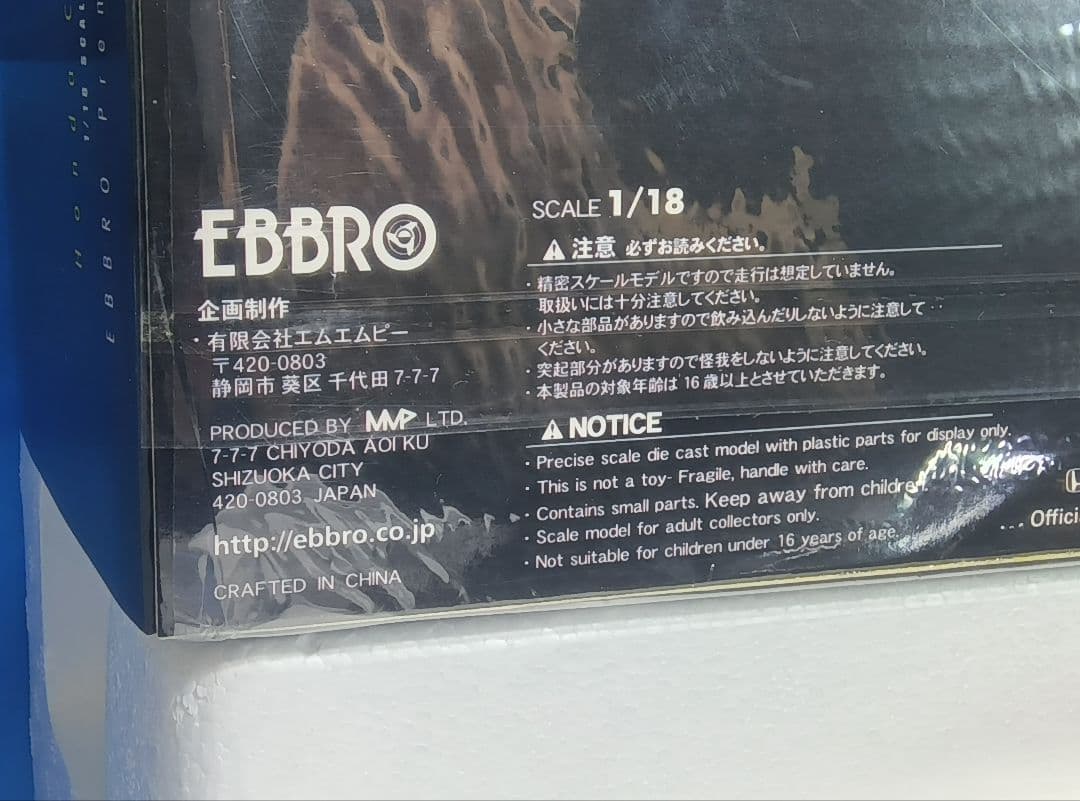 Honda
1/18 SCAL
EBBRO
EBBRO
企画制作
・有限会社エムエムピー
〒420-0803
静岡市 葵区 千代田 7-7-7
PRODUCED BY MMP LTD.
7-7-7 CHIYODA AOI KU
SHIZUOKA CITY
420-0803 JAPAN
http://ebbro.co.jp
CRAFTED IN CHINA
SCALE 1/18
注意 必ずお読みください。
・精密スケールモデルですので走行は想定していません。
取扱いには十分注意してください。
・小さな部品がありますので飲み込んだりしないように注意して
ください。
・突起部分がありますので怪我をしないように注意してください。
・本製品の対象年齢は 16 歳以上とさせていただきます。
NOTICE
・Precise scale die cast model with plastic parts for display only.
・This is not a toy- Fragile, handle with care.
・Contains small parts. Keep away from children.
・Scale model for adult collectors only.
・Not suitable for children under 16 years of age.
Offici